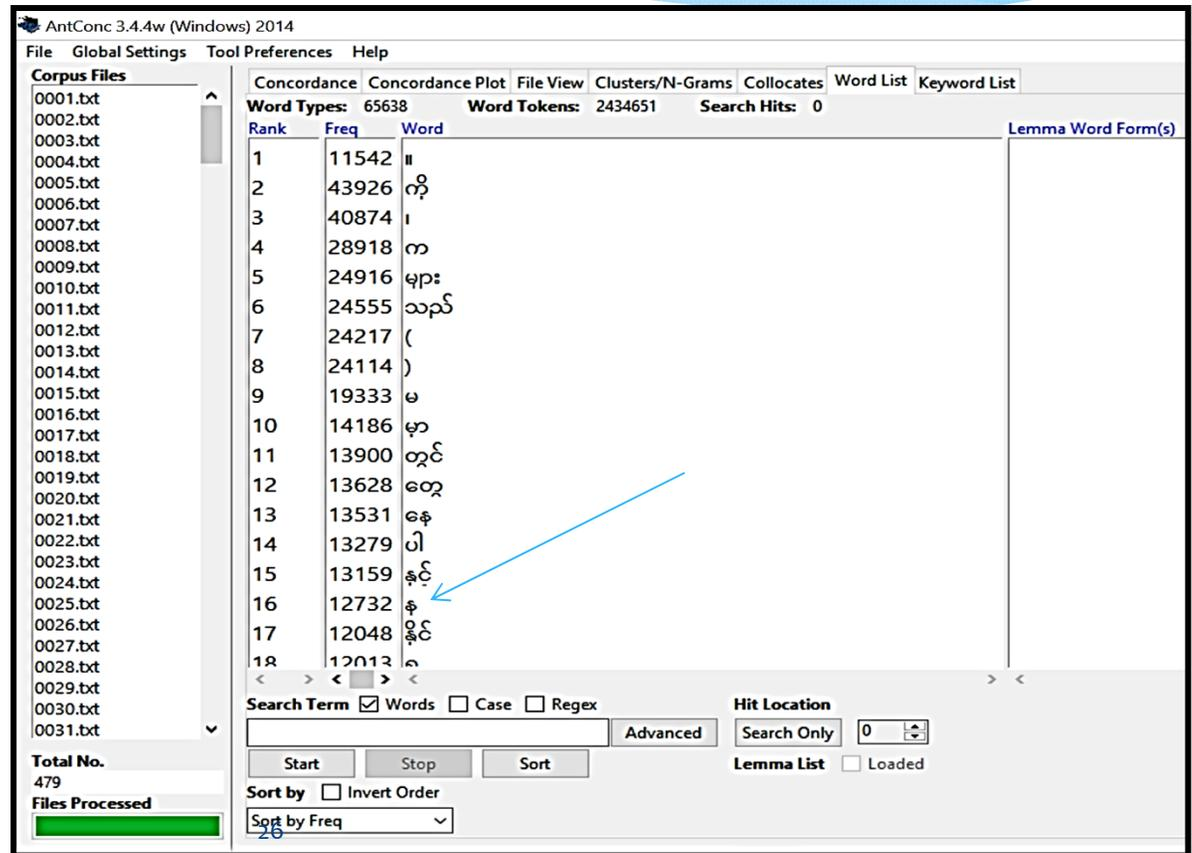 AntConc 3.4.4w (Windows) 2014
File Global Settings Tool Preferences Help
Corpus Files
0001.txt
0002.txt
0003.txt
0004.txt
0005.txt
0006.txt
0007.txt
0008.txt
0009.txt
0010.txt
0011.txt
0012.txt
0013.txt
0014.txt
0015.txt
0016.txt
0017.txt
0018.txt
0019.txt
0020.txt
0021.txt
0022.txt
0023.txt
0024.txt
0025.txt
0026.txt
0027.txt
0028.txt
0029.txt
0030.txt
0031.txt
Total No.
479
Files Processed
Concordance Concordance Plot File View Clusters/N-Grams Collocates Word List Keyword List
Word Types: 65638 Word Tokens: 2434651 Search Hits: 0
Rank Freq Word Lemma Word Form(s)
1 11542 ။
2 43926 ကို
3 40874 ၊
4 28918 က
5 24916 များ
6 24555 သည်
7 24217 (
8 24114 )
9 19333 မ
10 14186 မှာ
11 13900 တွင်
12 13628 တွေ
13 13531 နေ
14 13279 ပါ
15 13159 နှင့်
16 12732 န
17 12048 နိုင်
18 12013
Search Term Words Case Regex Hit Location
Advanced Search Only 0
Start Stop Sort Lemma List Loaded
Sort by Invert Order
Sort by Freq
26